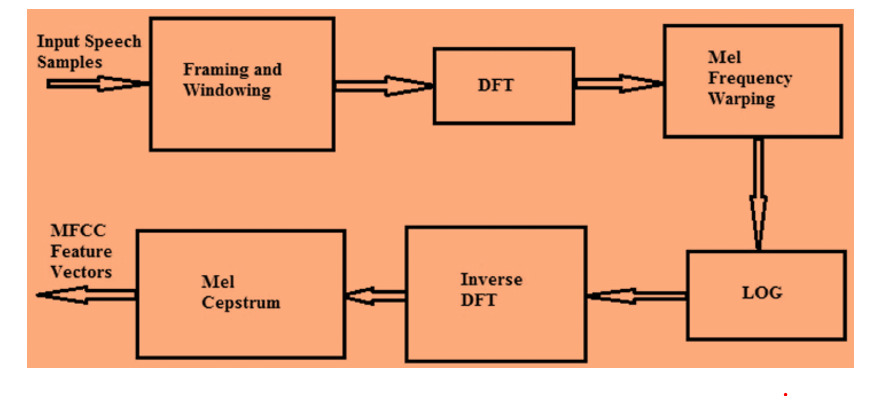 Input Speech
Samples
Framing and
Windowing
DFT
Mel
Frequency
Warping
LOG
Inverse
DFT
Mel
Cepstrum
MFCC
Feature
Vectors